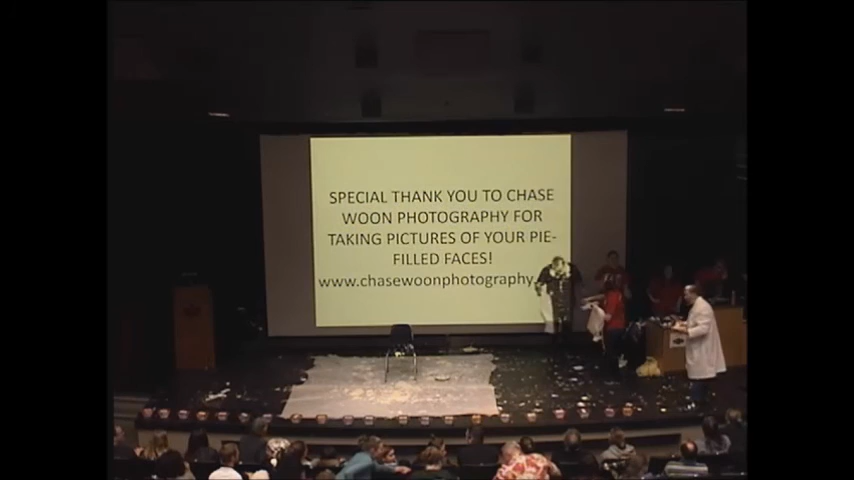 SPECIAL THANK YOU TO CHASE
WOON PHOTOGRAPHY FOR
TAKING PICTURES OF YOUR PIE-
FILLED FACES!
www.chasewoonphotography.